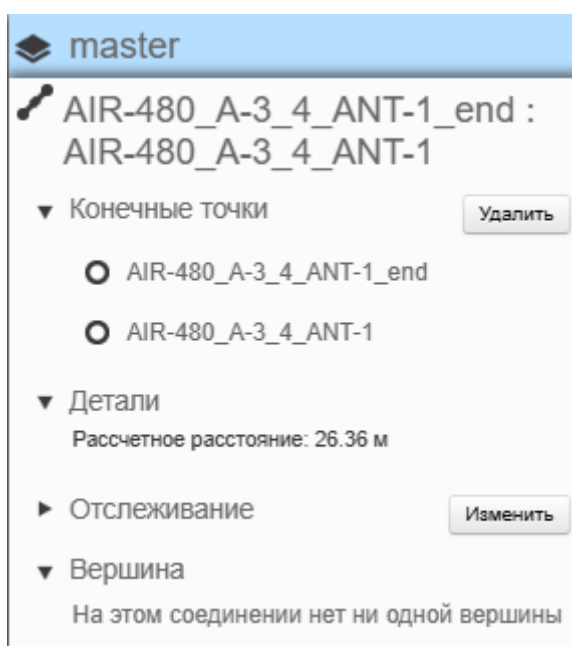 master
AIR-480_A-3_4_ANT-1_end :
AIR-480_A-3_4_ANT-1
Конечные точки
Удалить
AIR-480_A-3_4_ANT-1_end
AIR-480_A-3_4_ANT-1
Детали
Рассчетное расстояние: 26.36 м
Отслеживание
Изменить
Вершина
На этом соединении нет ни одной вершины